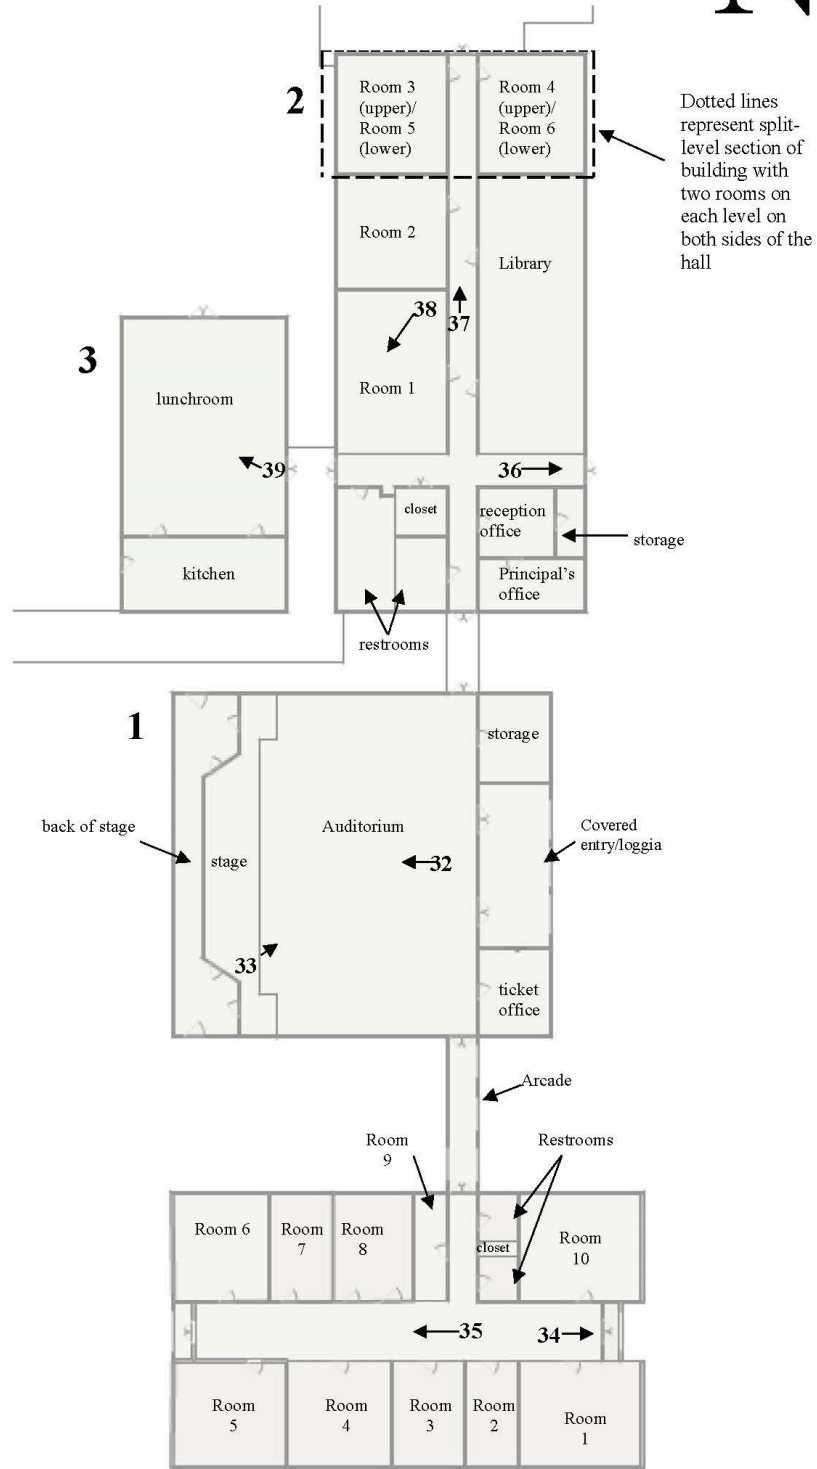 N
2
Room 3
(upper)/
Room 5
(lower)
Room 4
(upper)/
Room 6
(lower)
Dotted lines
represent split-
level section of
building with
two rooms on
each level on
both sides of the
hall
Room 2
Library
38
37
3
lunchroom
Room 1
39
36
closet
reception
office
storage
kitchen
Principal’s
office
restrooms
1
storage
back of stage
Auditorium
Covered
entry/loggia
stage
32
33
ticket
office
Arcade
Room
9
Restrooms
Room 6
Room
7
Room
8
closet
Room
10
35
34
Room
5
Room
4
Room
3
Room
2
Room
1